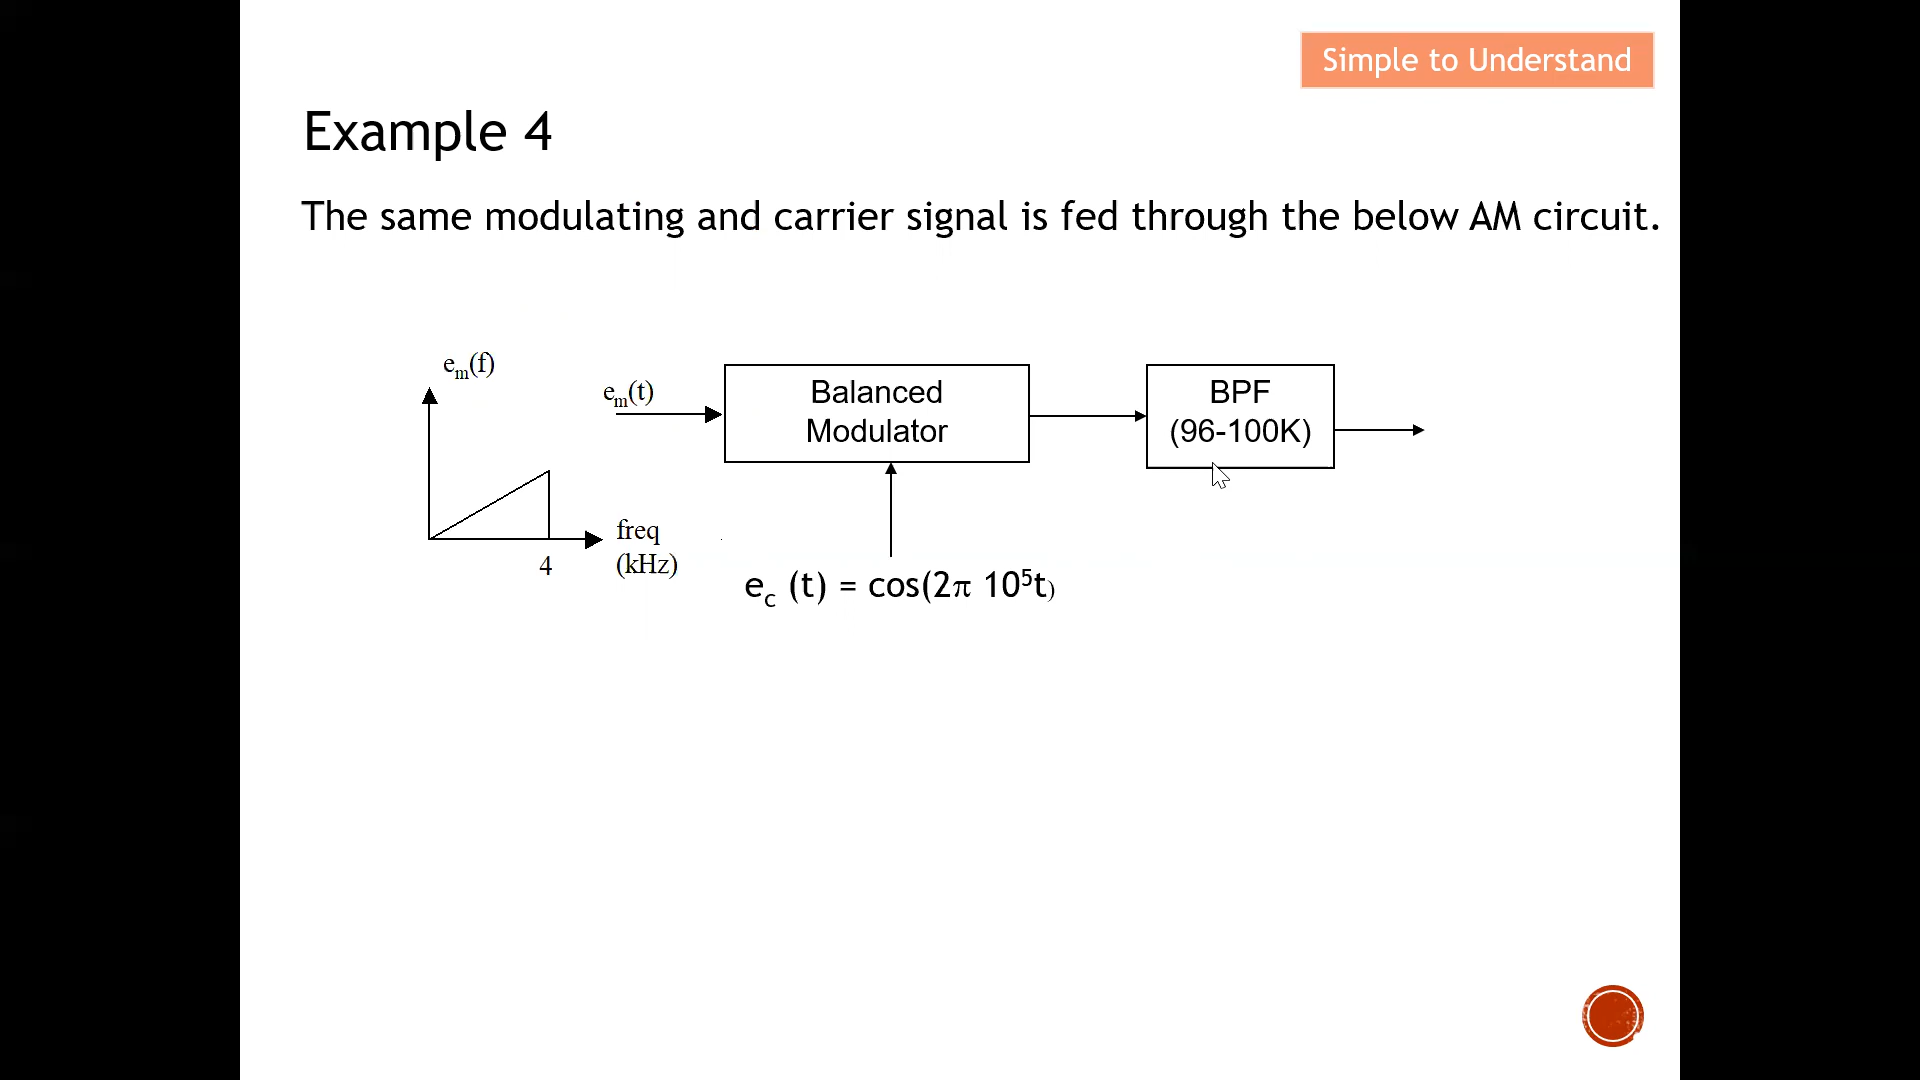 Simple to Understand
Example 4
The same modulating and carrier signal is fed through the below AM circuit.
eₘ(f)
eₘ(t)
Balanced
Modulator
BPF
(96-100K)
freq
(kHz)
4
e_c (t) = cos(2π 10⁵t)